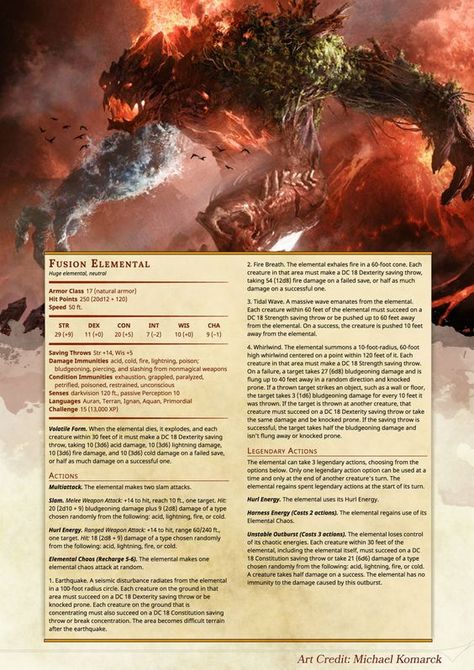 Fusion Elemental
Huge elemental, neutral
Armor Class 17 (natural armor)
Hit Points 250 (20d12 + 120)
Speed 50 ft.
STR DEX CON INT WIS CHA
29 (+9) 11 (+0) 20 (+5) 7 (−2) 10 (+0) 9 (−1)
Saving Throws Str +14, Wis +5
Damage Immunities acid, cold, fire, lightning, poison;
bludgeoning, piercing, and slashing from nonmagical weapons
Condition Immunities exhaustion, grappled, paralyzed,
petrified, poisoned, restrained, unconscious
Senses darkvision 120 ft., passive Perception 10
Languages Auran, Terran, Ignan, Aquan, Primordial
Challenge 15 (13,000 XP)
Volatile Form. When the elemental dies, it explodes, and each
creature within 30 feet of it must make a DC 18 Dexterity saving
throw, taking 10 (3d6) acid damage, 10 (3d6) lightning damage,
10 (3d6) fire damage, and 10 (3d6) cold damage on a failed save,
or half as much damage on a successful one.
Actions
Multiattack. The elemental makes two slam attacks.
Slam. Melee Weapon Attack: +14 to hit, reach 10 ft., one target. Hit:
20 (2d10 + 9) bludgeoning damage plus 9 (2d8) damage of a type
chosen randomly from the following: acid, lightning, fire, or cold.
Hurl Energy. Ranged Weapon Attack: +14 to hit, range 60/240 ft.,
one target. Hit: 18 (2d8 + 9) damage of a type chosen randomly
from the following: acid, lightning, fire, or cold.
Elemental Chaos (Recharge 5-6). The elemental makes one
elemental chaos attack at random.
1. Earthquake. A seismic disturbance radiates from the elemental
in a 100-foot radius circle. Each creature on the ground in that
area must succeed on a DC 18 Dexterity saving throw or be
knocked prone. Each creature on the ground that is
concentrating must also succeed on a DC 18 Constitution saving
throw or break concentration. The area becomes difficult terrain
after the earthquake.
2. Fire Breath. The elemental exhales fire in a 60-foot cone. Each
creature in that area must make a DC 18 Dexterity saving throw,
taking 54 (12d8) fire damage on a failed save, or half as much
damage on a successful one.
3. Tidal Wave. A massive wave emanates from the elemental.
Each creature within 60 feet of the elemental must succeed on a
DC 18 Strength saving throw or be pushed up to 60 feet away
from the elemental. On a success, the creature is pushed 10 feet
away from the elemental.
4. Whirlwind. The elemental summons a 10-foot-radius, 60-foot
high whirlwind centered on a point within 120 feet of it. Each
creature in that area must make a DC 18 Strength saving throw.
On a failure, a target takes 27 (6d8) bludgeoning damage and is
flung up to 40 feet away in a random direction and knocked
prone. If a thrown target strikes an object, such as a wall or floor,
the target takes 3 (1d6) bludgeoning damage for every 10 feet it
was thrown. If the target is thrown at another creature, that
creature must succeed on a DC 18 Dexterity saving throw or take
the same damage and be knocked prone. If the saving throw is
successful, the target takes half the bludgeoning damage and
isn't flung away or knocked prone.
Legendary Actions
The elemental can take 3 legendary actions, choosing from the
options below. Only one legendary action option can be used at a
time and only at the end of another creature's turn. The
elemental regains spent legendary actions at the start of its turn.
Hurl Energy. The elemental uses its Hurl Energy.
Harness Energy (Costs 2 actions). The elemental regains use of its
Elemental Chaos.
Unstable Outburst (Costs 3 actions). The elemental loses control
of its chaotic energies. Each creature within 30 feet of the
elemental, including the elemental itself, must succeed on a DC
18 Constitution saving throw or take 21 (6d6) damage of a type
chosen randomly from the following: acid, lightning, fire, or cold.
A creature takes half damage on a success. The elemental has no
immunity to the damage caused by this outburst.
Art Credit: Michael Komarck